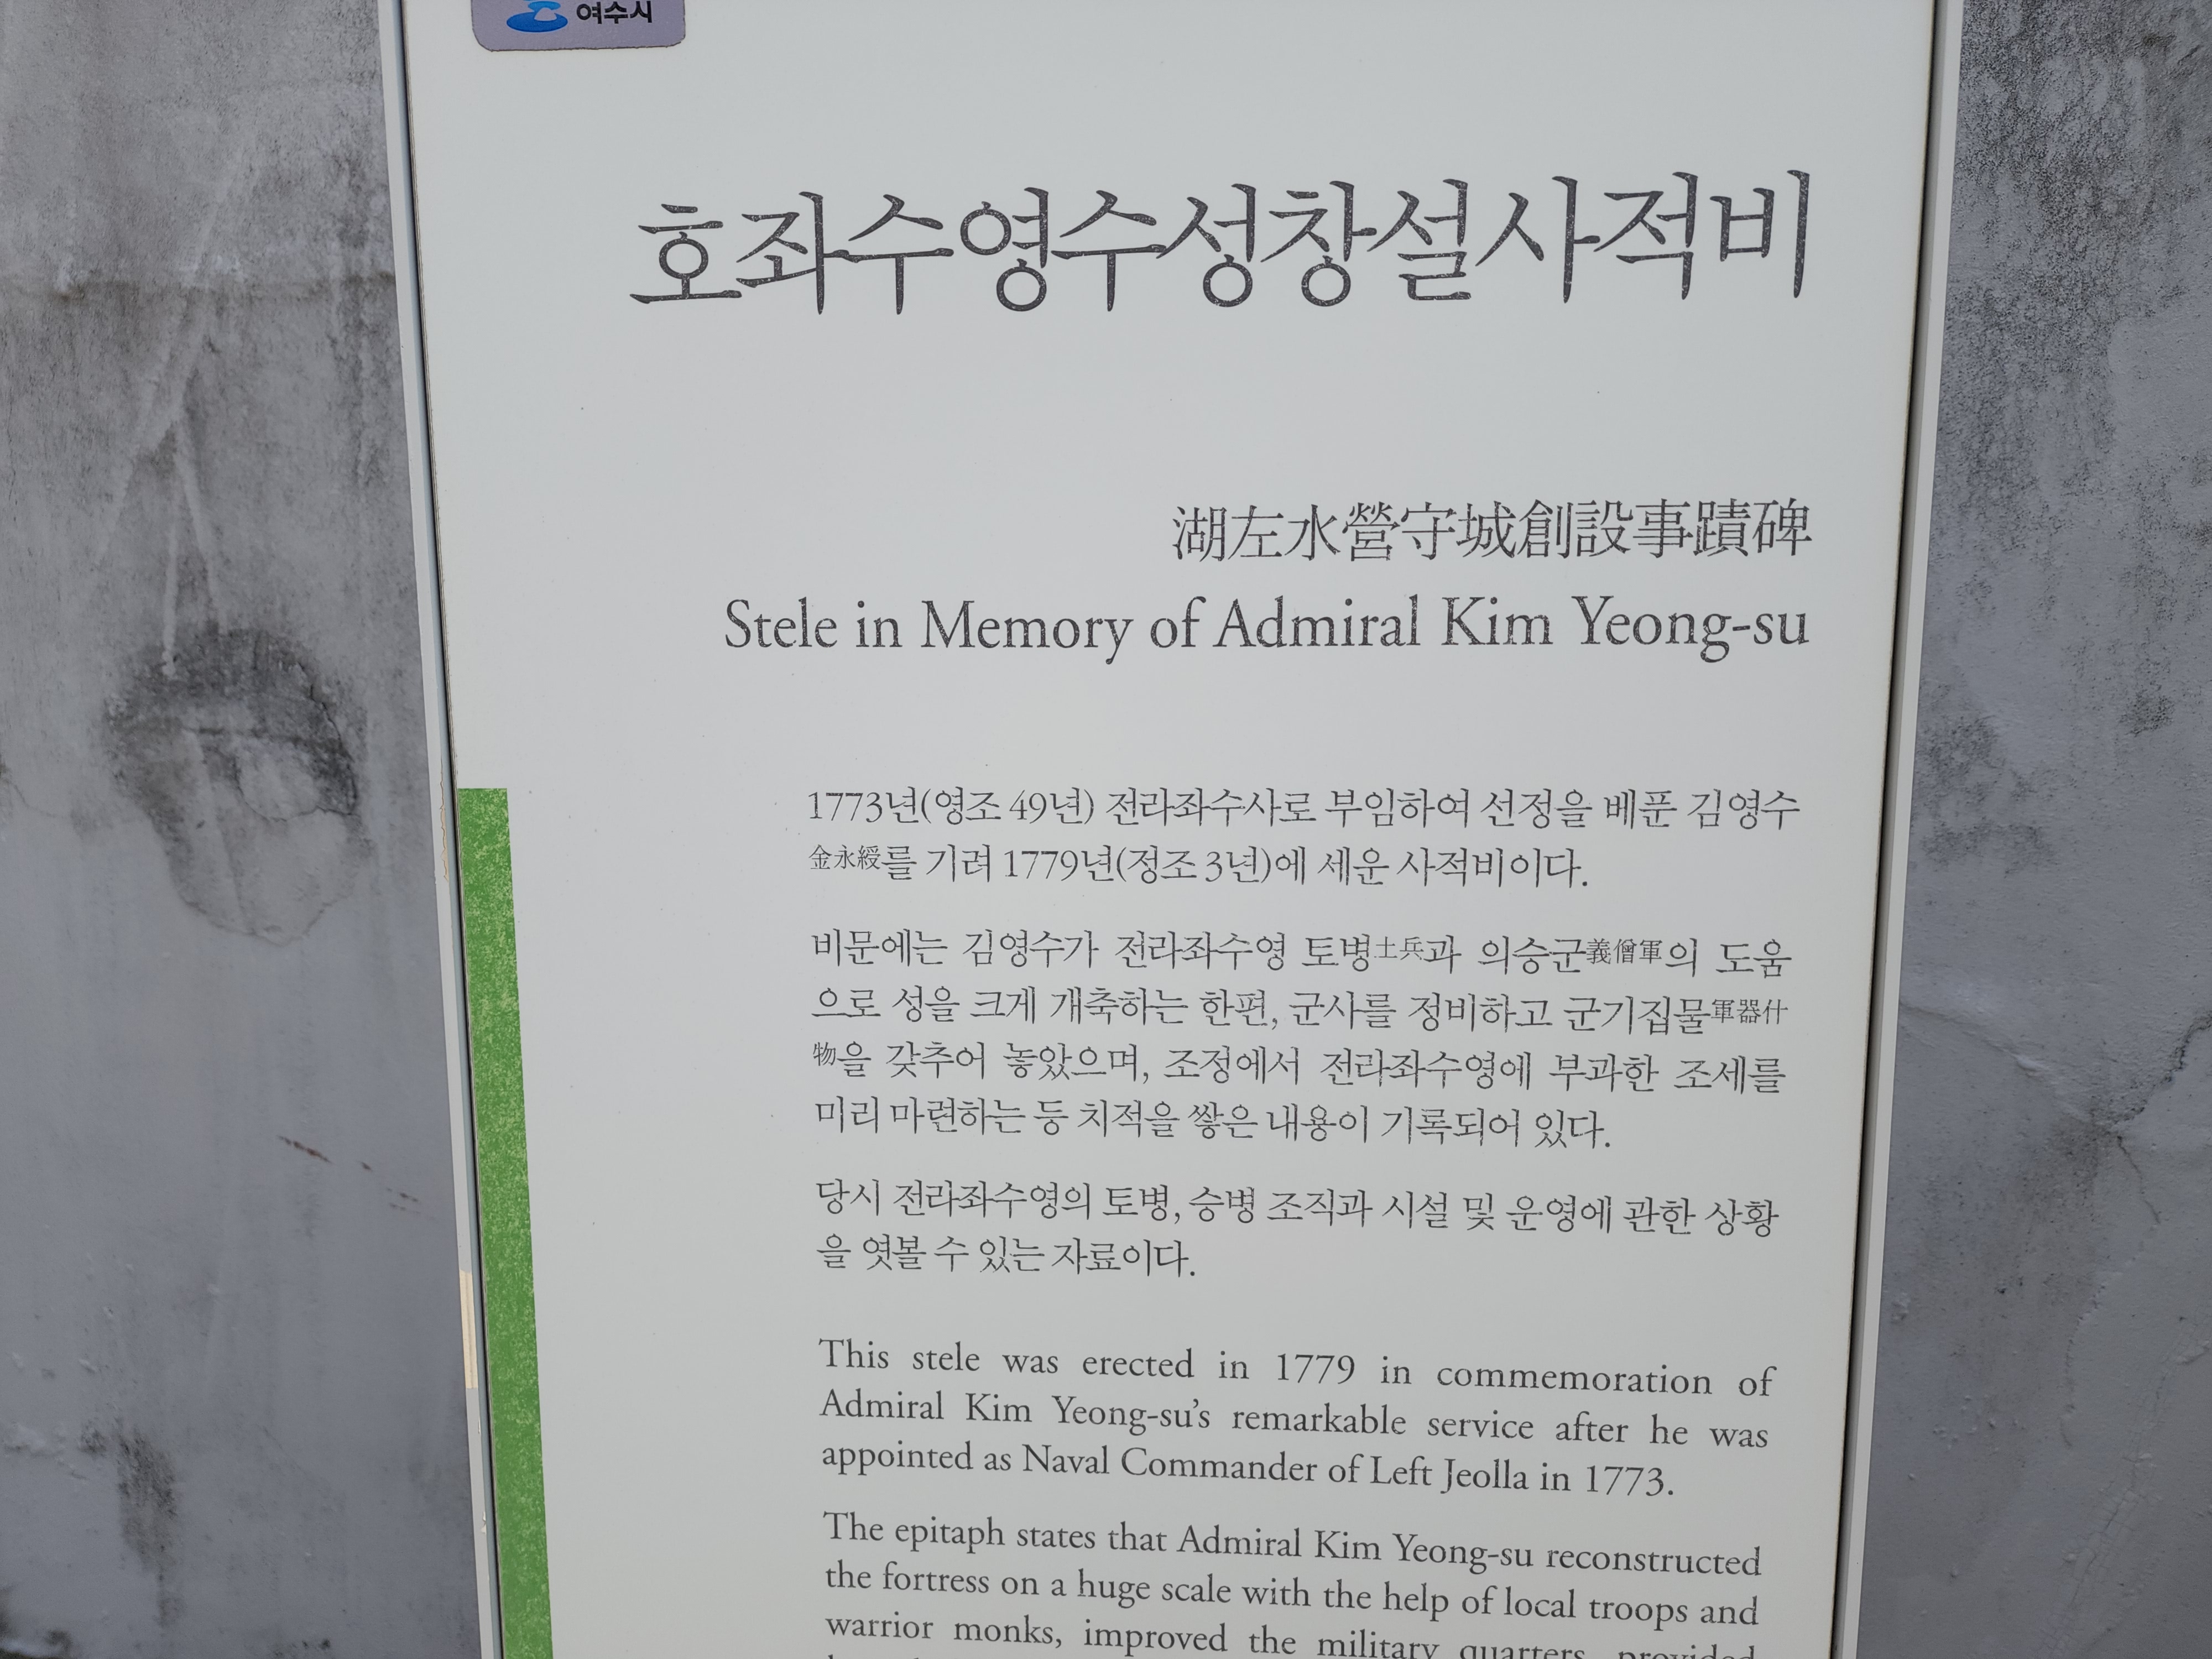 여수시
호좌수영수성창설사적비
湖左水營守城創設事蹟碑
Stele in Memory of Admiral Kim Yeong-su
1773년(영조 49년) 전라좌수사로 부임하여 선정을 베푼 김영수
金永綬를 기려 1779년(정조 3년)에 세운 사적비이다.
비문에는 김영수가 전라좌수영 토병土兵과 의승군義僧軍의 도움
으로 성을 크게 개축하는 한편, 군사를 정비하고 군기집물軍器什
物을 갖추어 놓았으며, 조정에서 전라좌수영에 부과한 조세를
미리 마련하는 등 치적을 쌓은 내용이 기록되어 있다.
당시 전라좌수영의 토병, 승병 조직과 시설 및 운영에 관한 상황
을 엿볼 수 있는 자료이다.
This stele was erected in 1779 in commemoration of
Admiral Kim Yeong-su's remarkable service after he was
appointed as Naval Commander of Left Jeolla in 1773.
The epitaph states that Admiral Kim Yeong-su reconstructed
the fortress on a huge scale with the help of local troops and
warrior monks, improved the military quarters, provided